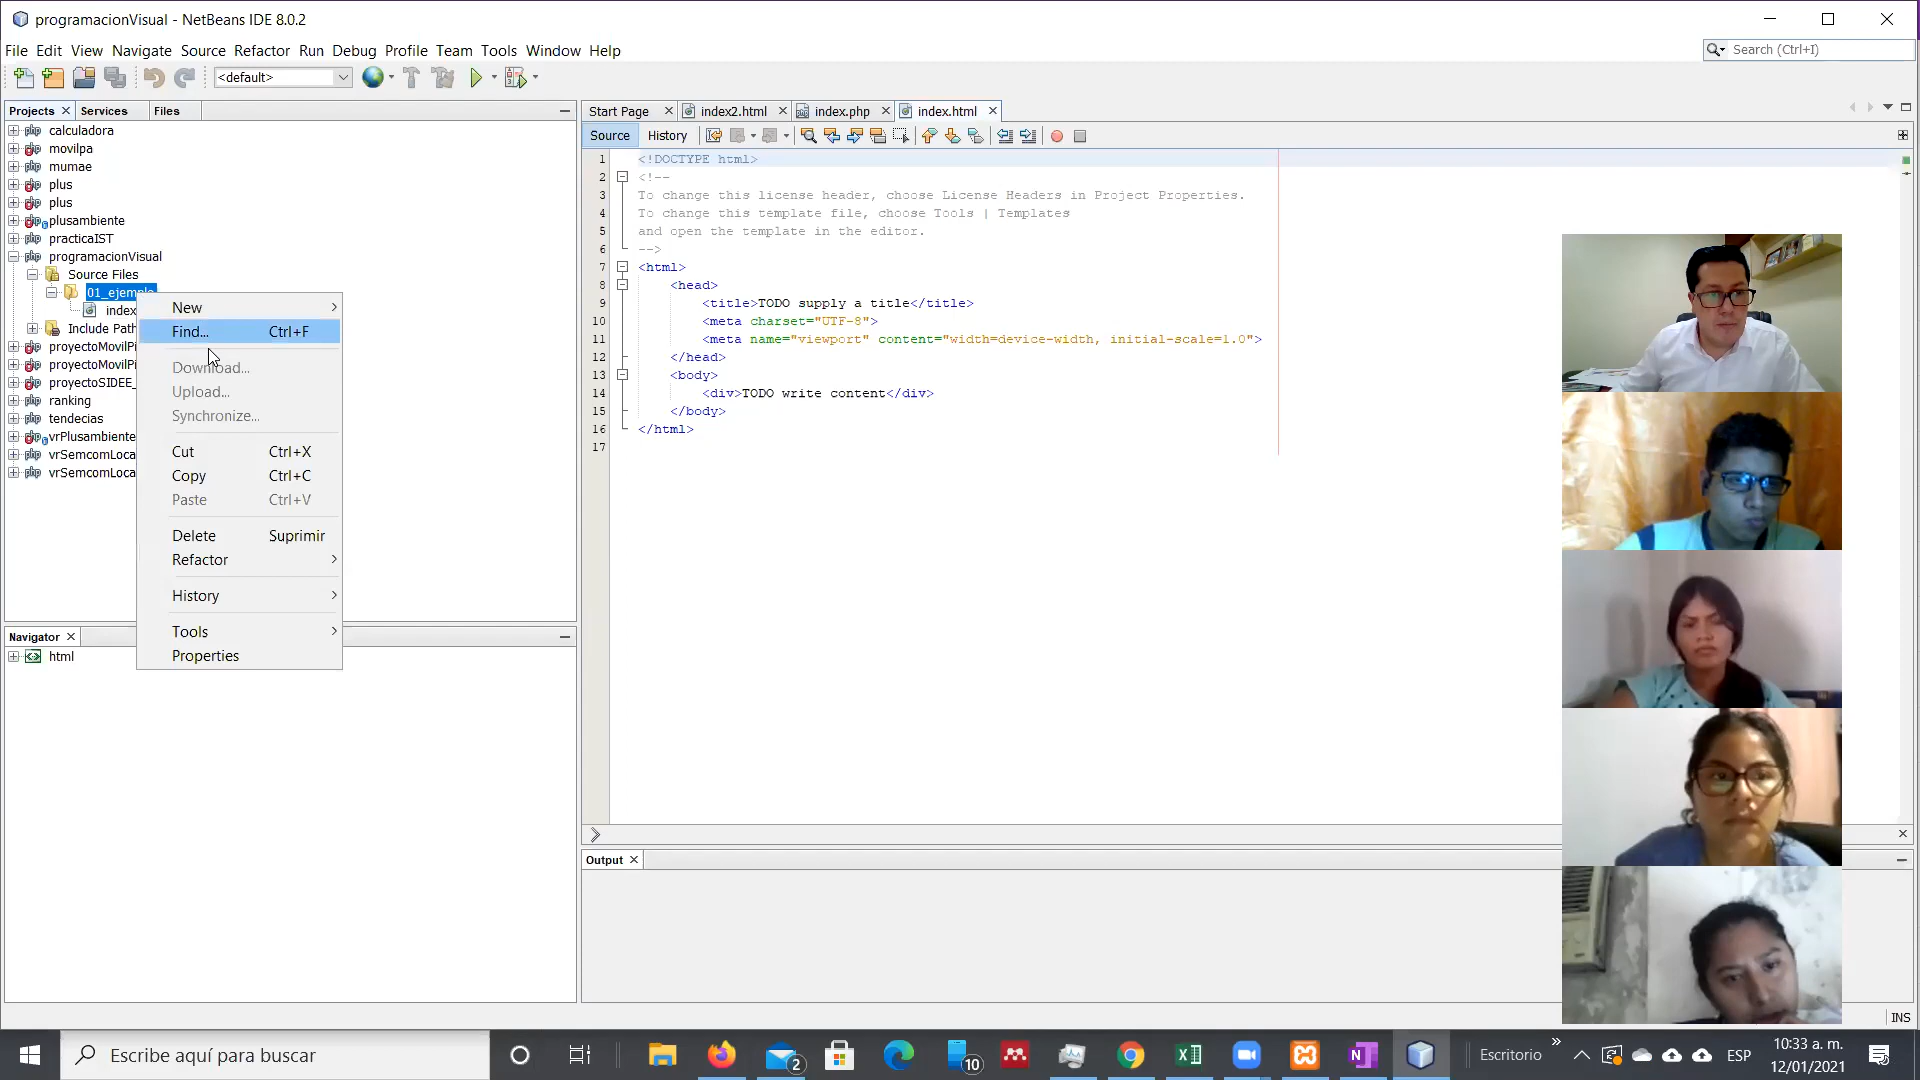 programacionVisual - NetBeans IDE 8.0.2
File Edit View Navigate Source Refactor Run Debug Profile Team Tools Window Help
Search (Ctrl+I)
<default>
Projects Services Files
calculadora
movilpa
mumae
plus
plus
plusambiente
practicaIST
programacionVisual
Source Files
01_ejemplo
index
Include Path
proyectoMovilPi
proyectoMovilPi
proyectoSIDEE_
ranking
tendecias
vrPlusambiente
vrSemcomLoca
vrSemcomLoca
New
Find... Ctrl+F
Download...
Upload...
Synchronize...
Cut Ctrl+X
Copy Ctrl+C
Paste Ctrl+V
Delete Suprimir
Refactor
History
Tools
Properties
Navigator
html
Start Page index2.html index.php index.html
Source History
1 <!DOCTYPE html>
2 <!--
3 To change this license header, choose License Headers in Project Properties.
4 To change this template file, choose Tools | Templates
5 and open the template in the editor.
6 -->
7 <html>
8 <head>
9 <title>TODO supply a title</title>
10 <meta charset="UTF-8">
11 <meta name="viewport" content="width=device-width, initial-scale=1.0">
12 </head>
13 <body>
14 <div>TODO write content</div>
15 </body>
16 </html>
17
Output
INS
Escribe aquí para buscar
2
10
Escritorio
ESP
10:33 a. m.
12/01/2021